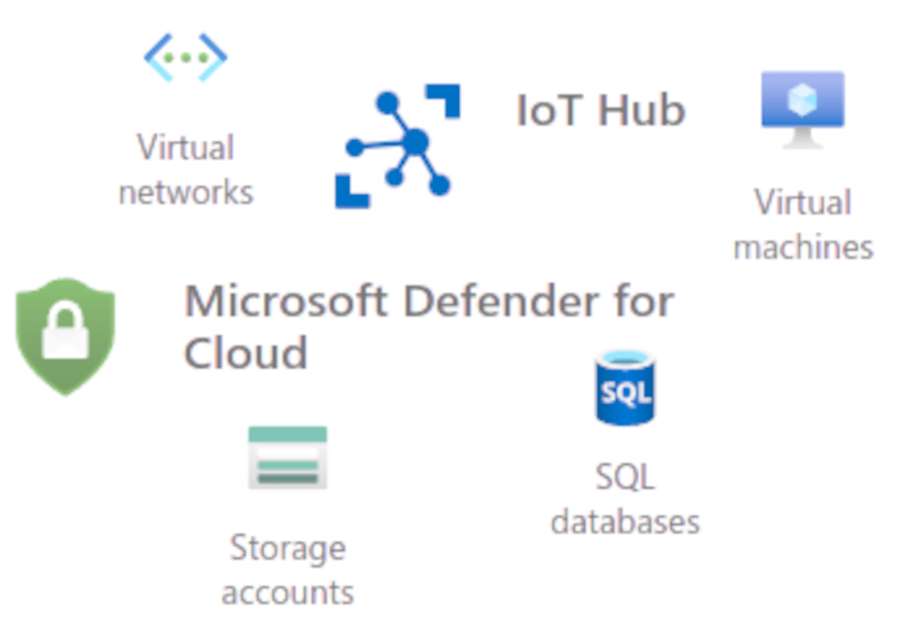 Virtual
networks
IoT Hub
Virtual
machines
Microsoft Defender for
Cloud
SQL
SQL
databases
Storage
accounts